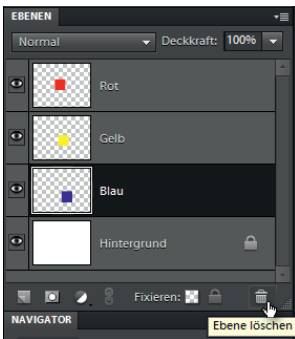 EBENEN
Normal Deckkraft: 100%
Rot
Gelb
Blau
Hintergrund
Fixieren:
NAVIGATOR
Ebene löschen